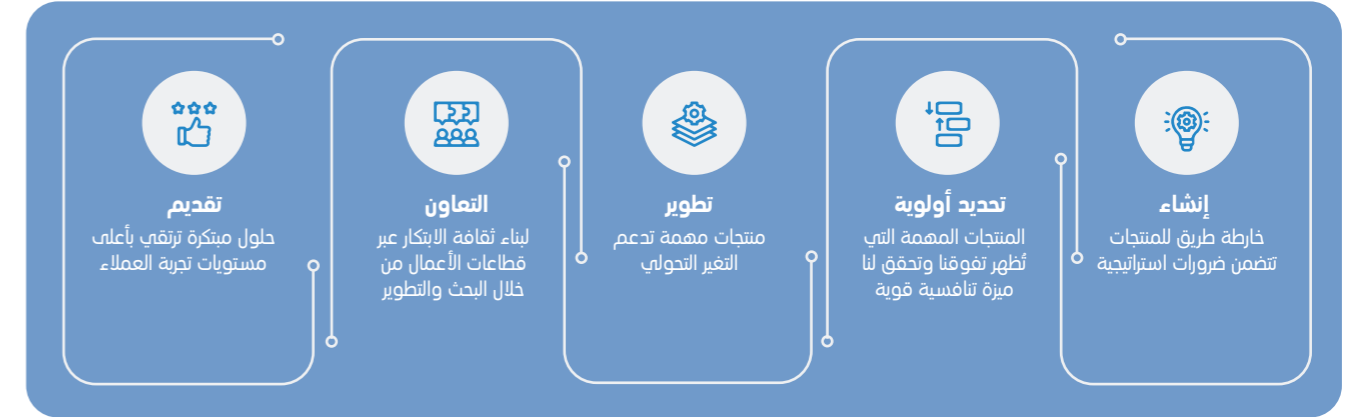 إنشاء
خارطة طريق للمنتجات
تتضمن ضرورات استراتيجية
تحديد أولوية
المنتجات المهمة التي
تُظهر تفوقنا وتحقق لنا
ميزة تنافسية قوية
تطوير
منتجات مهمة تدعم
التغير التحولي
التعاون
لبناء ثقافة الابتكار عبر
قطاعات الأعمال من
خلال البحث والتطوير
تقديم
حلول مبتكرة ترتقي بأعلى
مستويات تجربة العملاء